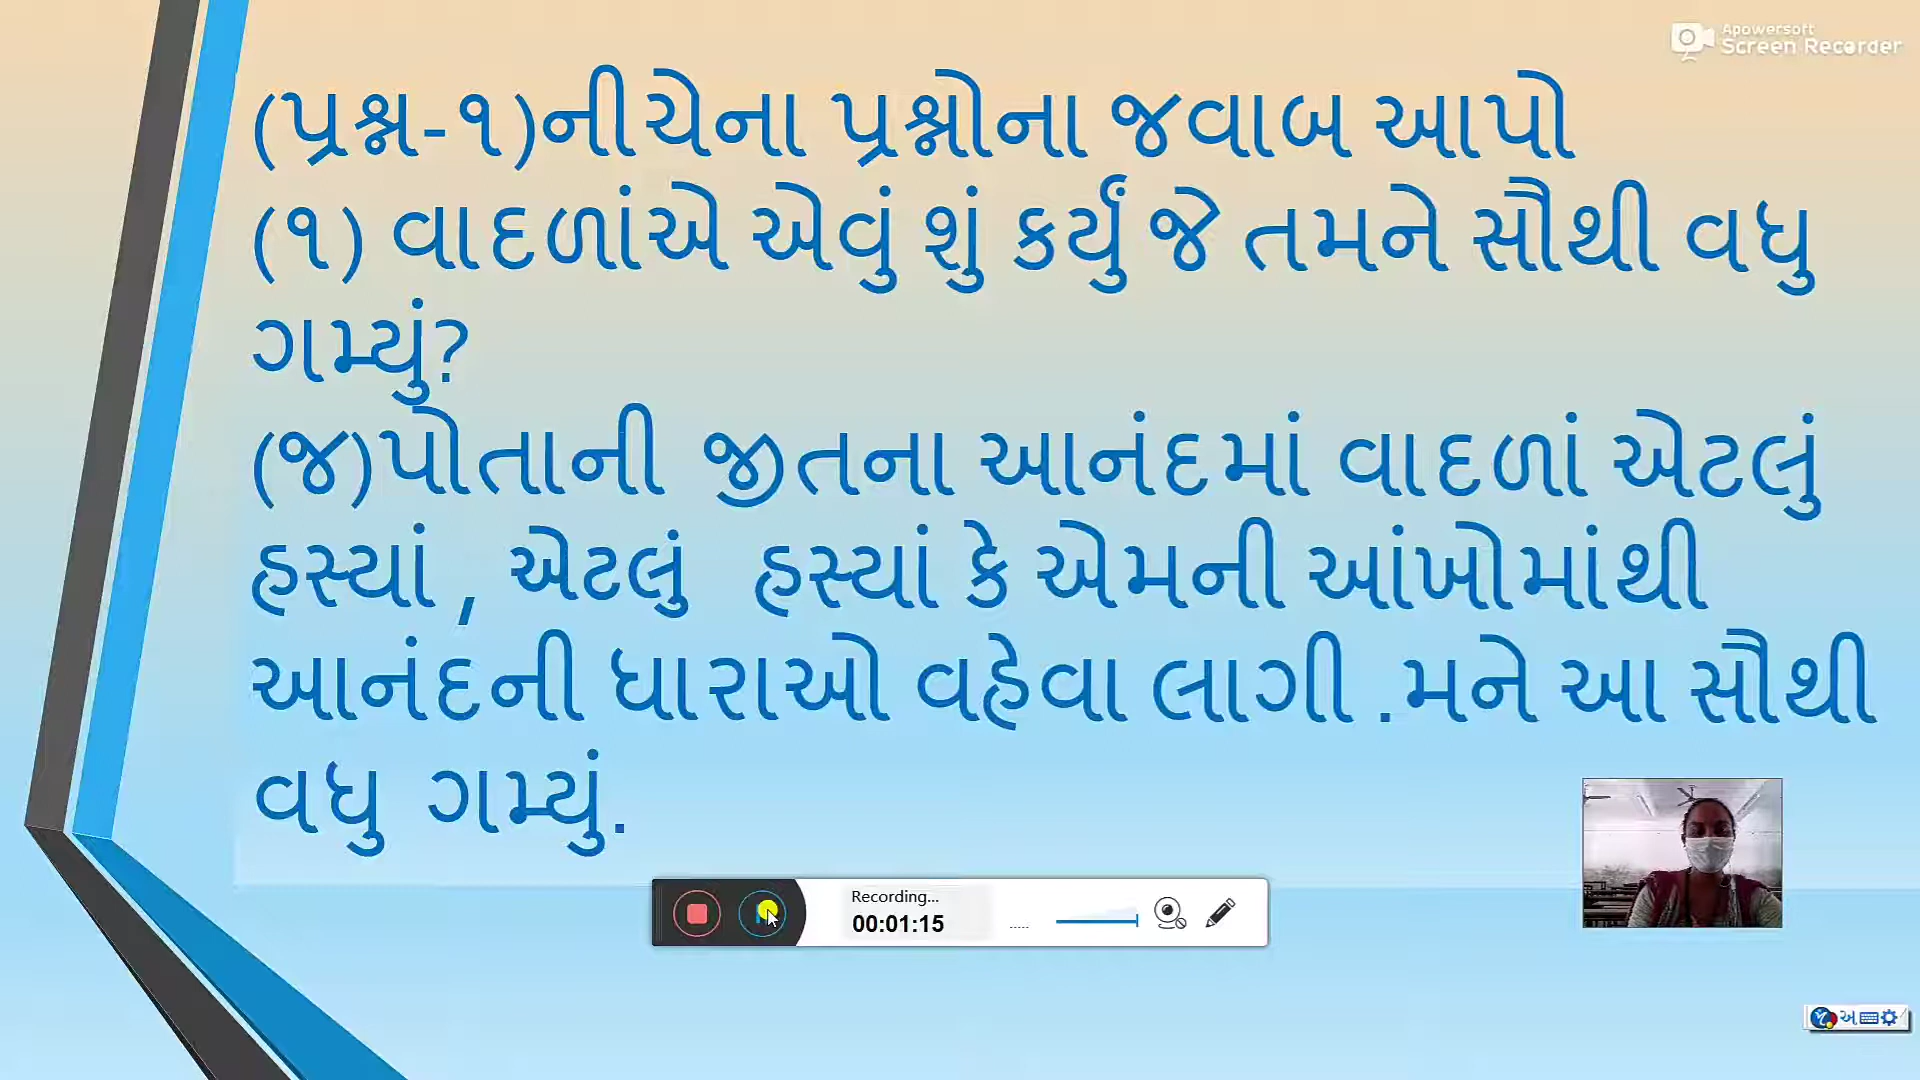 Apowersoft
Screen Recorder
(પ્રશ્ન-૧)નીચેના પ્રશ્નોના જવાબ આપો
(૧) વાદળાંએ એવું શું કર્યું જે તમને સૌથી વધુ
ગમ્યું?
(જ)પોતાની જીતના આનંદમાં વાદળાં એટલું
હસ્યાં , એટલું હસ્યાં કે એમની આંખોમાંથી
આનંદની ધારાઓ વહેવા લાગી .મને આ સૌથી
વધુ ગમ્યું.
Recording...
00:01:15
અ